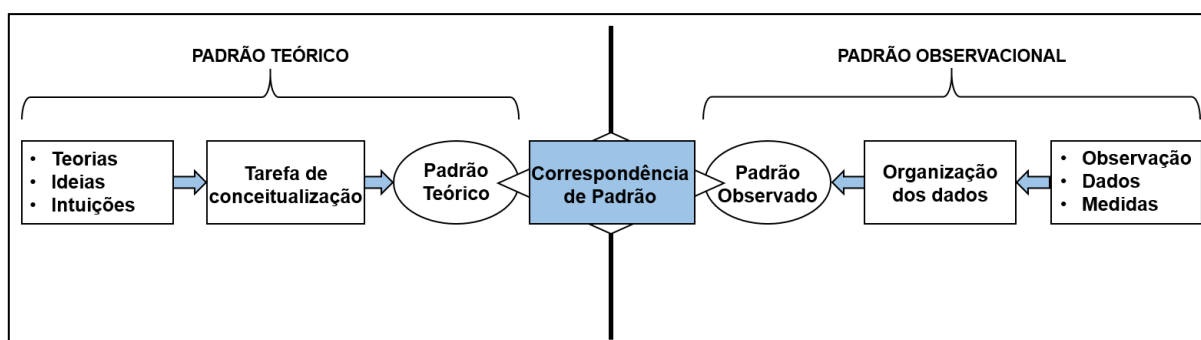 PADRÃO TEÓRICO
PADRÃO OBSERVACIONAL
• Teorias
• Ideias
• Intuições
Tarefa de
conceitualização
Padrão
Teórico
Correspondência
de Padrão
Padrão
Observado
Organização
dos dados
• Observação
• Dados
• Medidas